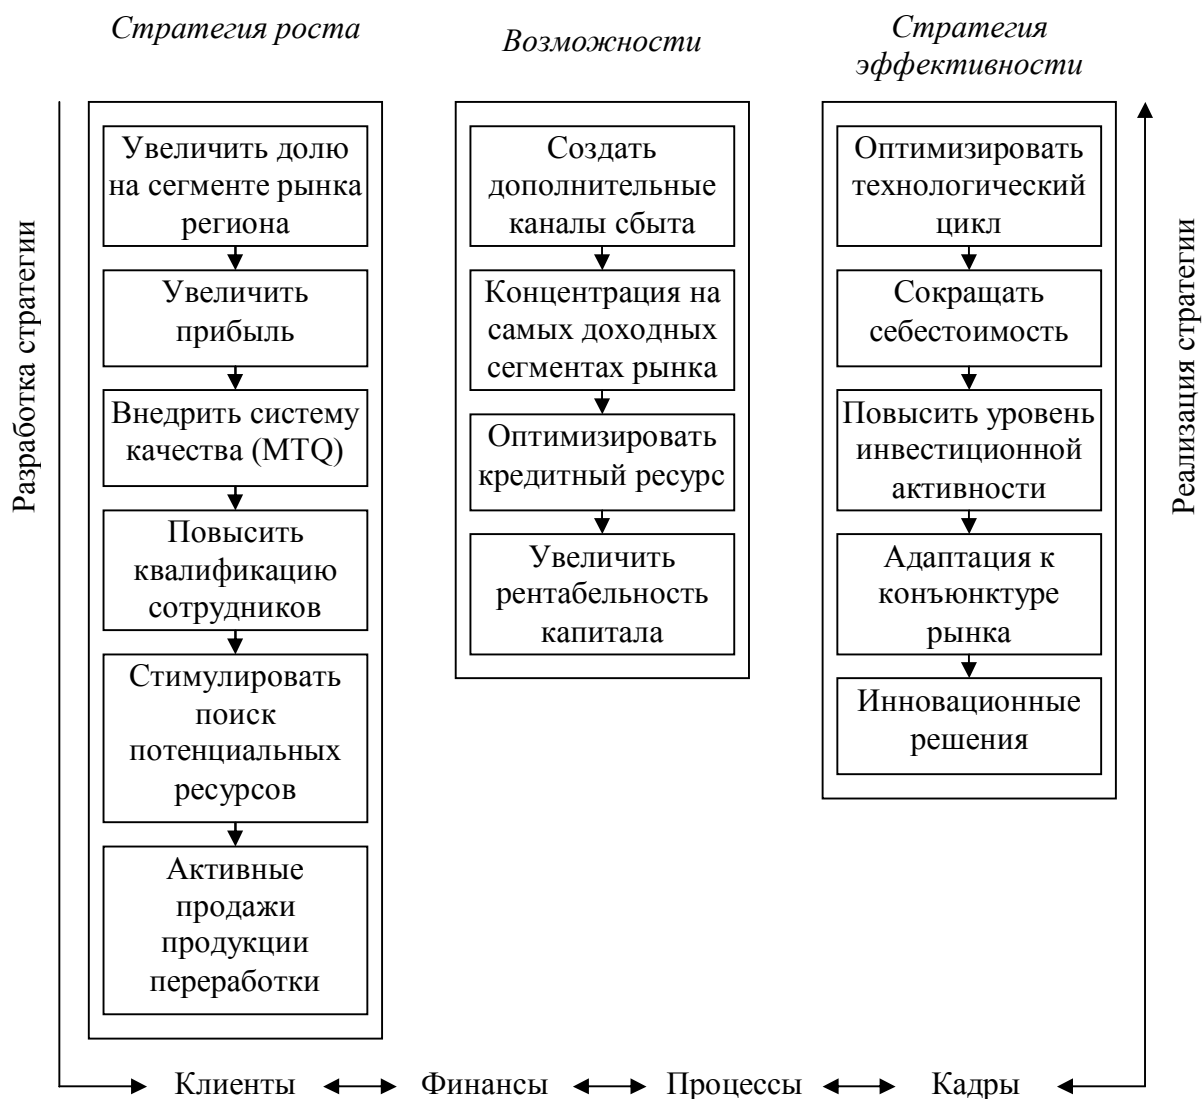 Стратегия роста
Возможности
Стратегия
эффективности
Разработка стратегии
Увеличить долю
на сегменте рынка
региона
Увеличить
прибыль
Внедрить систему
качества (MTQ)
Повысить
квалификацию
сотрудников
Стимулировать
поиск
потенциальных
ресурсов
Активные
продажи
продукции
переработки
Создать
дополнительные
каналы сбыта
Концентрация на
самых доходных
сегментах рынка
Оптимизировать
кредитный ресурс
Увеличить
рентабельность
капитала
Оптимизировать
технологический
цикл
Сокращать
себестоимость
Повысить уровень
инвестиционной
активности
Адаптация к
конъюнктуре
рынка
Инновационные
решения
Реализация стратегии
Клиенты Финансы Процессы Кадры